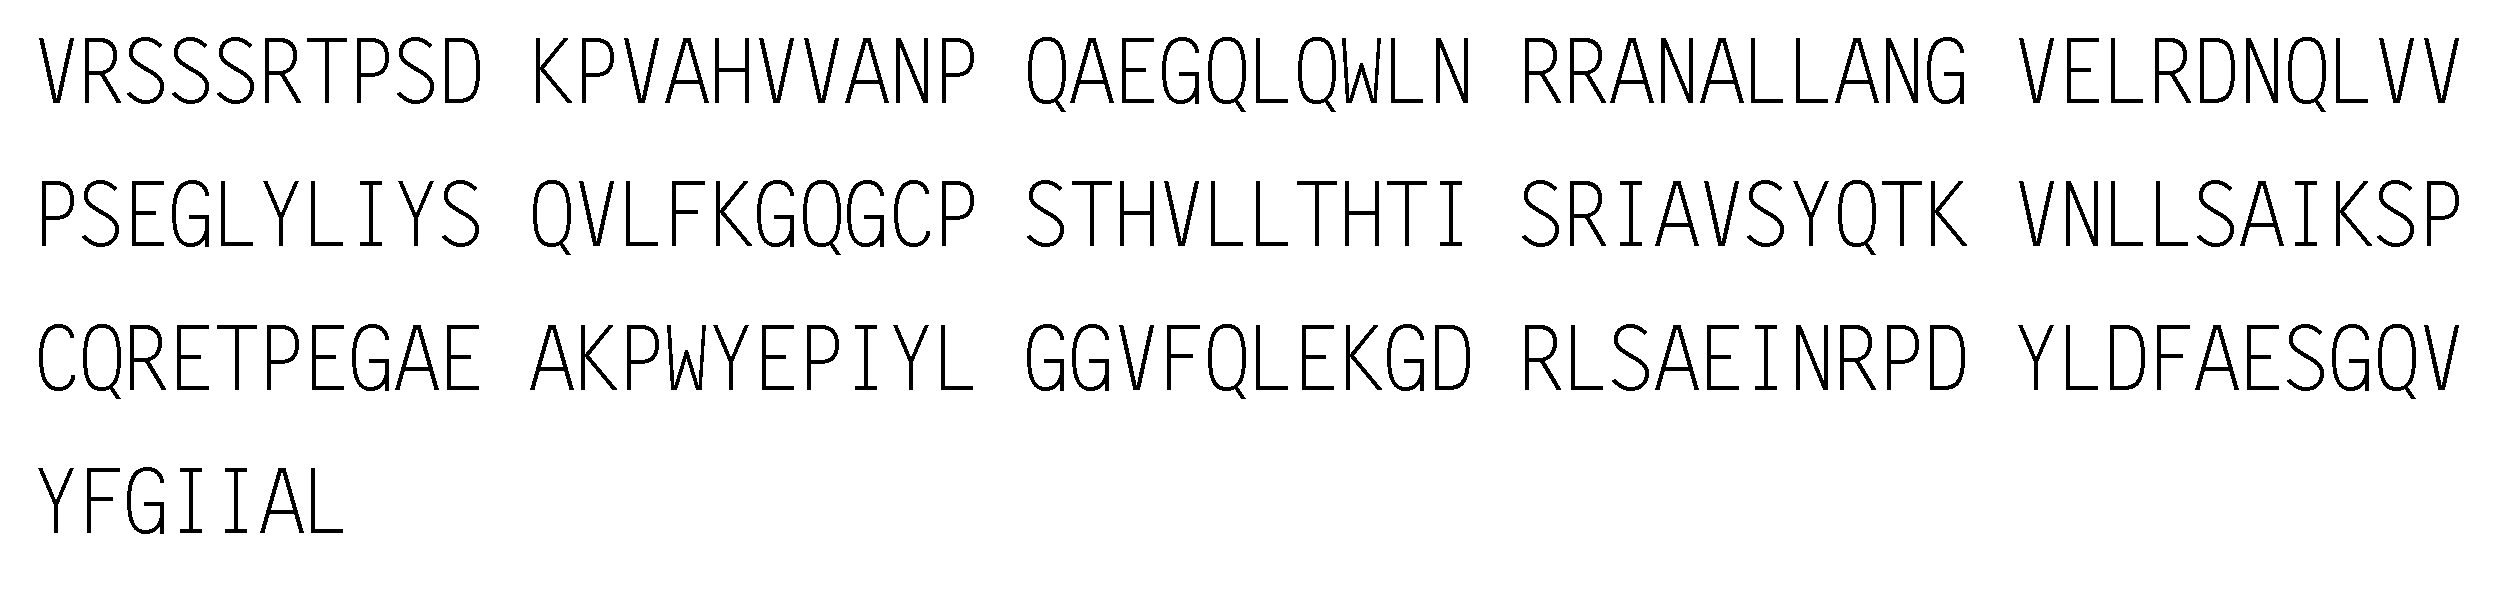 VRSSSRTPSD KPVAHVVANP QAEGQLQWLN RRANALLANG VELRDNQLVV
PSEGLYLIYS QVLFKGQGCP STHVLLTHTI SRIAVSYQTK VNLLSAIKSP
CQRETPEGAE AKPWYEPIYL GGVFQLEKGD RLSAEINRPD YLDFAESGQV
YFGIIAL